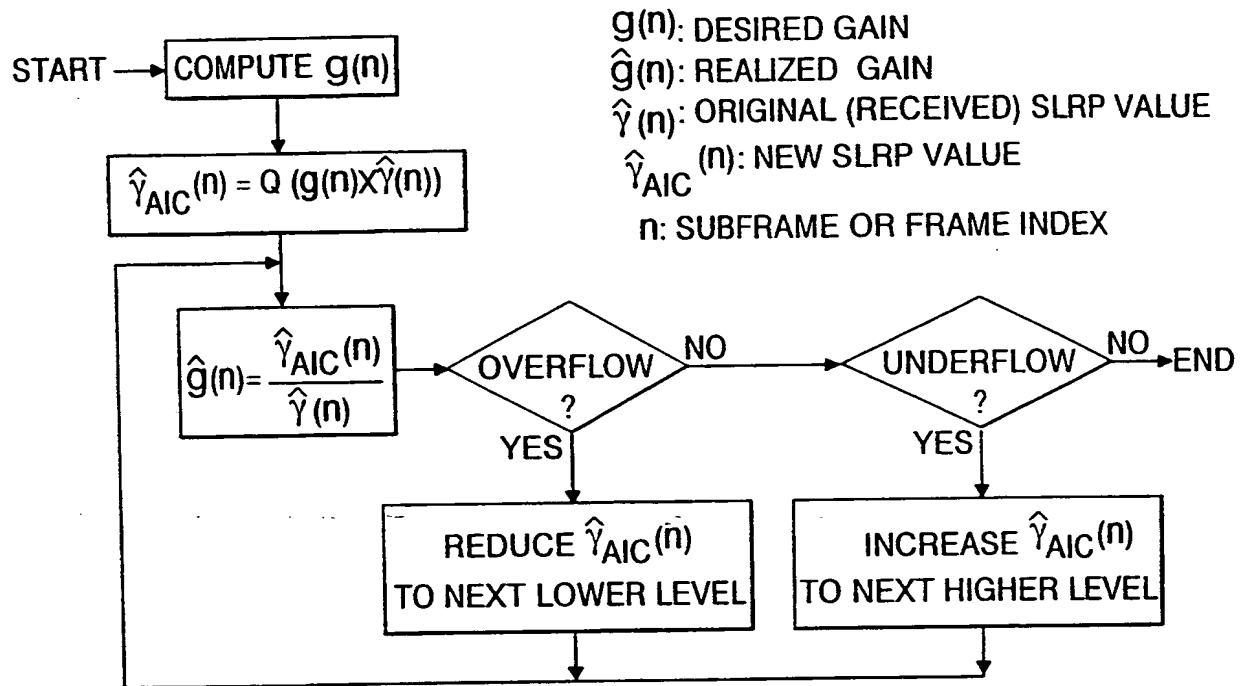 START
COMPUTE g(n)
g(n): DESIRED GAIN
ĝ(n): REALIZED GAIN
γ̂(n): ORIGINAL (RECEIVED) SLRP VALUE
γ̂AIC(n): NEW SLRP VALUE
n: SUBFRAME OR FRAME INDEX
γ̂AIC(n) = Q (g(n)Xγ̂(n))
ĝ(n)= γ̂AIC(n) / γ̂(n)
OVERFLOW
?
NO
YES
UNDERFLOW
?
NO
END
YES
REDUCE γ̂AIC(n)
TO NEXT LOWER LEVEL
INCREASE γ̂AIC(n)
TO NEXT HIGHER LEVEL